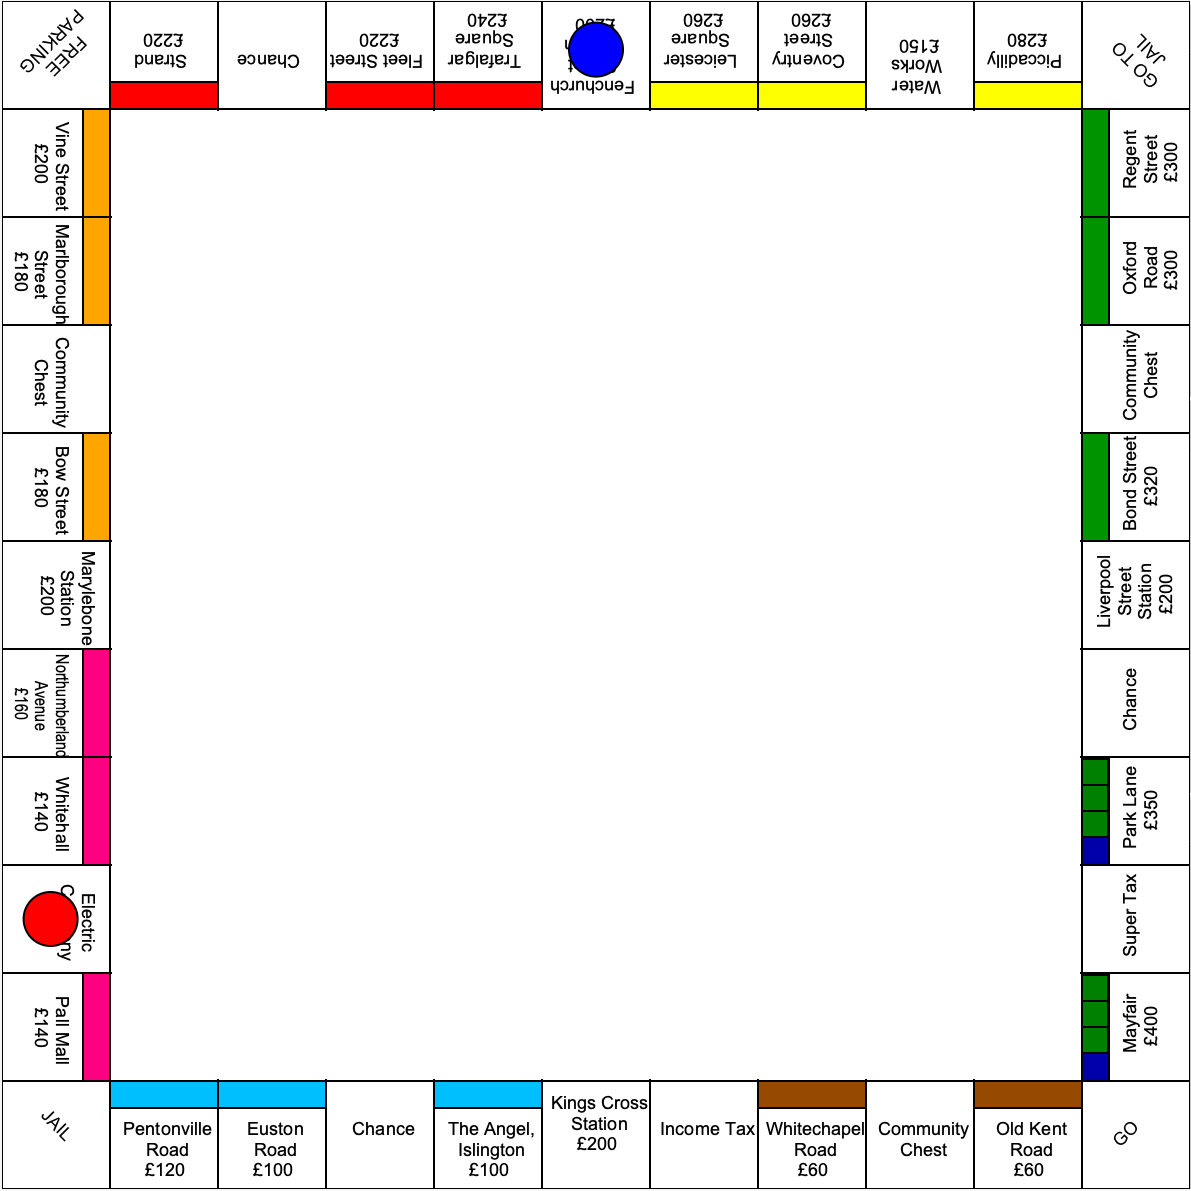 FREE
PARKING
Strand
£220
Chance
Fleet Street
£220
Trafalgar
Square
£240
Fenchurch
Leicester
Square
£260
Coventry
Street
£260
Water
Works
£150
Piccadilly
£280
GO TO
JAIL
Vine Street
£200
Marlborough
Street
£180
Community
Chest
Bow Street
£180
Marylebone
Station
£200
Northumberland
Avenue
£160
Whitehall
£140
Electric
Pall Mall
£140
Regent
Street
£300
Oxford
Road
£300
Community
Chest
Bond Street
£320
Liverpool
Street
Station
£200
Chance
Park Lane
£350
Super Tax
Mayfair
£400
JAIL
Pentonville
Road
£120
Euston
Road
£100
Chance
The Angel,
Islington
£100
Kings Cross
Station
£200
Income Tax
Whitechapel
Road
£60
Community
Chest
Old Kent
Road
£60
GO